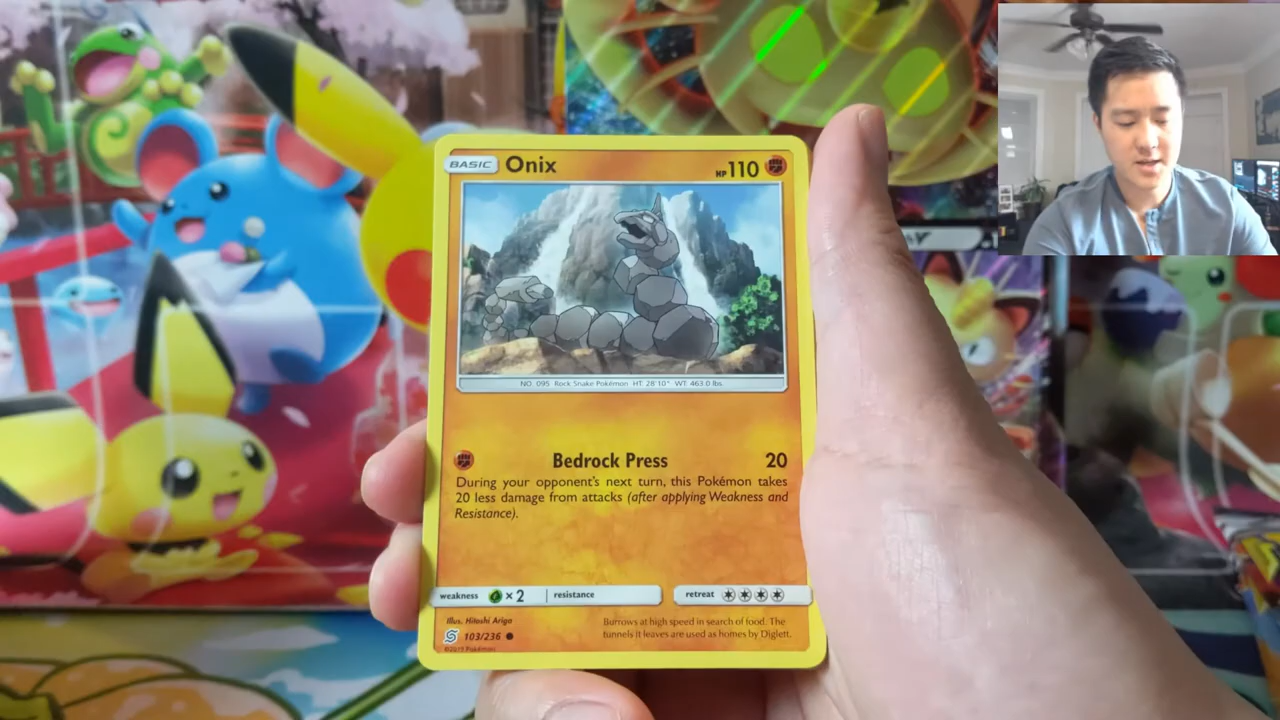 BASIC Onix HP 110
NO. 095 Rock Snake Pokémon HT: 28'10" WT: 463.0 lbs.
Bedrock Press 20
During your opponent's next turn, this Pokémon takes
20 less damage from attacks (after applying Weakness and
Resistance).
weakness × 2 resistance retreat
Illus. Hitoshi Ariga
103/236
©2019 Pokémon
Burrows at high speed in search of food. The
tunnels it leaves are used as homes by Diglett.